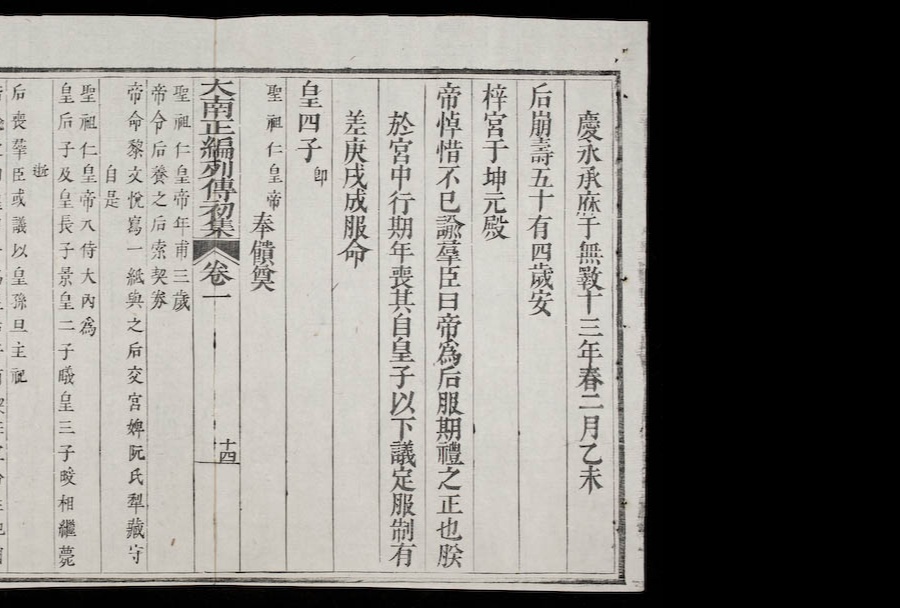 慶永承庥于無斁十三年春二月乙未
后崩壽五十有四歲安
梓宮于坤元殿
帝悼惜不已諭羣臣曰帝為后服期禮之正也朕
於宮中行期年喪其自皇子以下議定服制有
差庚戌成服命
皇四子即
聖祖仁皇帝奉饋奠
大南正編列傳初集 卷一 十四
聖祖仁皇帝年甫三歲
帝令后養之后索契券
帝命黎文悅寫一紙與之后交宮婢阮氏犁藏守
自是
聖祖仁皇帝入侍大內為
皇后子及皇長子景皇二子曦皇三子晙相繼薨
逝
后喪羣臣或議以皇孫旦主祀